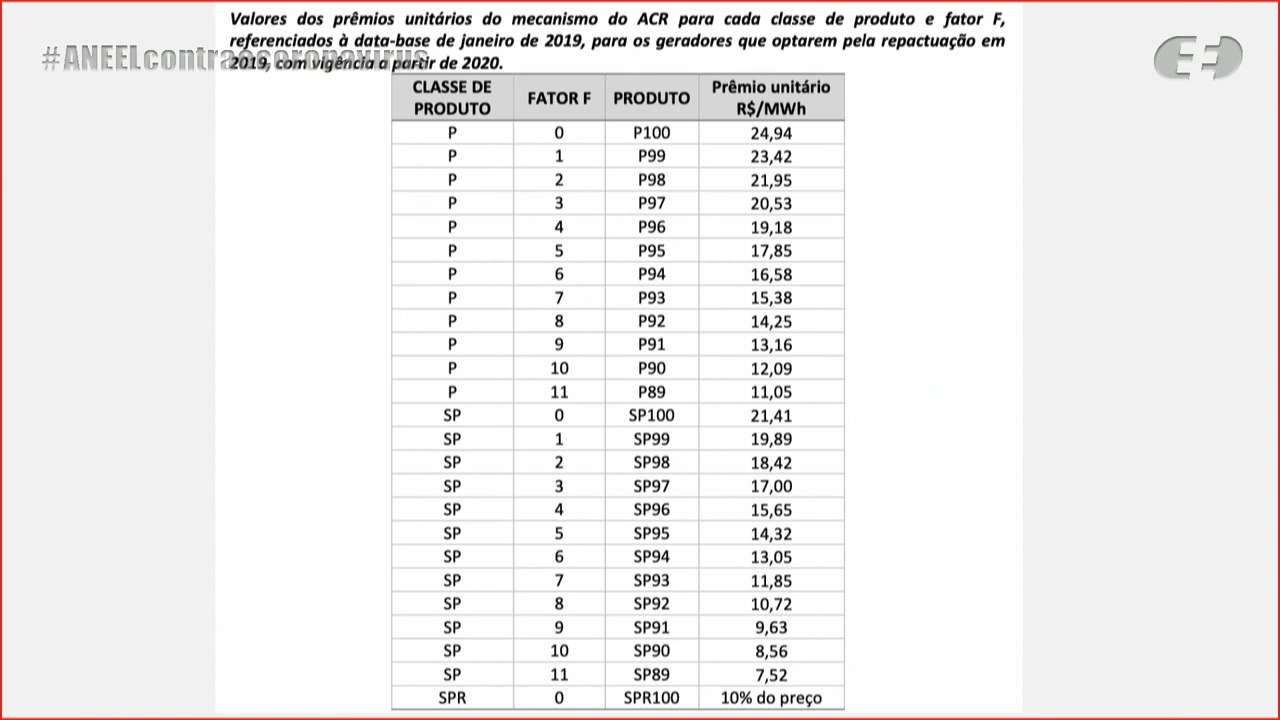 Valores dos prêmios unitários do mecanismo do ACR para cada classe de produto e fator F,
referenciados à data-base de janeiro de 2019, para os geradores que optarem pela repactuação em
#ANEELcontraocoronavírus
2019, com vigência a partir de 2020.
CLASSE DE PRODUTO FATOR F PRODUTO Prêmio unitário R$/MWh
P 0 P100 24,94
P 1 P99 23,42
P 2 P98 21,95
P 3 P97 20,53
P 4 P96 19,18
P 5 P95 17,85
P 6 P94 16,58
P 7 P93 15,38
P 8 P92 14,25
P 9 P91 13,16
P 10 P90 12,09
P 11 P89 11,05
SP 0 SP100 21,41
SP 1 SP99 19,89
SP 2 SP98 18,42
SP 3 SP97 17,00
SP 4 SP96 15,65
SP 5 SP95 14,32
SP 6 SP94 13,05
SP 7 SP93 11,85
SP 8 SP92 10,72
SP 9 SP91 9,63
SP 10 SP90 8,56
SP 11 SP89 7,52
SPR 0 SPR100 10% do preço